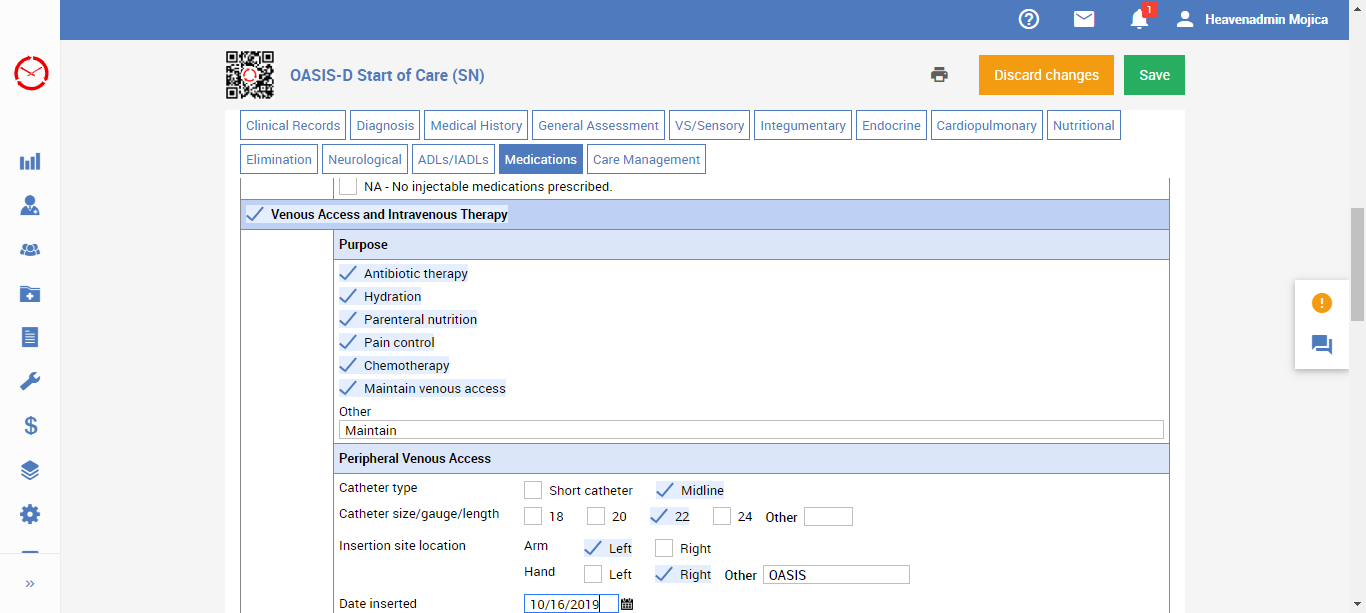 1
Heavenadmin Mojica
OASIS-D Start of Care (SN)
Discard changes
Save
Clinical Records Diagnosis Medical History General Assessment VS/Sensory Integumentary Endocrine Cardiopulmonary Nutritional
Elimination Neurological ADLs/IADLs Medications Care Management
NA - No injectable medications prescribed.
Venous Access and Intravenous Therapy
Purpose
Antibiotic therapy
Hydration
Parenteral nutrition
Pain control
Chemotherapy
Maintain venous access
Other
Maintain
Peripheral Venous Access
Catheter type Short catheter Midline
Catheter size/gauge/length 18 20 22 24 Other
Insertion site location Arm Left Right
Hand Left Right Other OASIS
Date inserted 10/16/2019